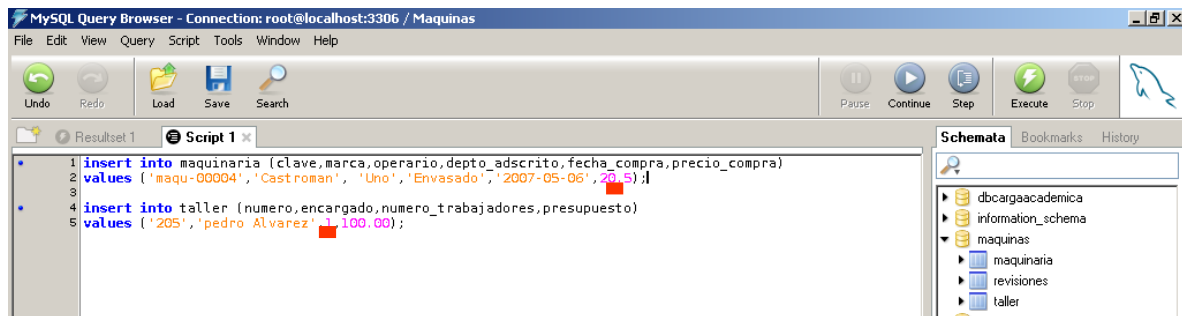 MySQL Query Browser - Connection: root@localhost:3306 / Maquinas
File Edit View Query Script Tools Window Help
Undo Redo Load Save Search Pause Continue Step Execute Stop
Resultset 1 Script 1 Schemata Bookmarks History
1 insert into maquinaria (clave,marca,operario,depto_adscrito,fecha_compra,precio_compra)
2 values ('maqu-00004','Castroman', 'Uno','Envasado','2007-05-06',20.5);
3
4 insert into taller (numero,encargado,numero_trabajadores,presupuesto)
5 values ('205','pedro Alvarez',1,100.00);
dbcargaacademica
information_schema
maquinas
maquinaria
revisiones
taller